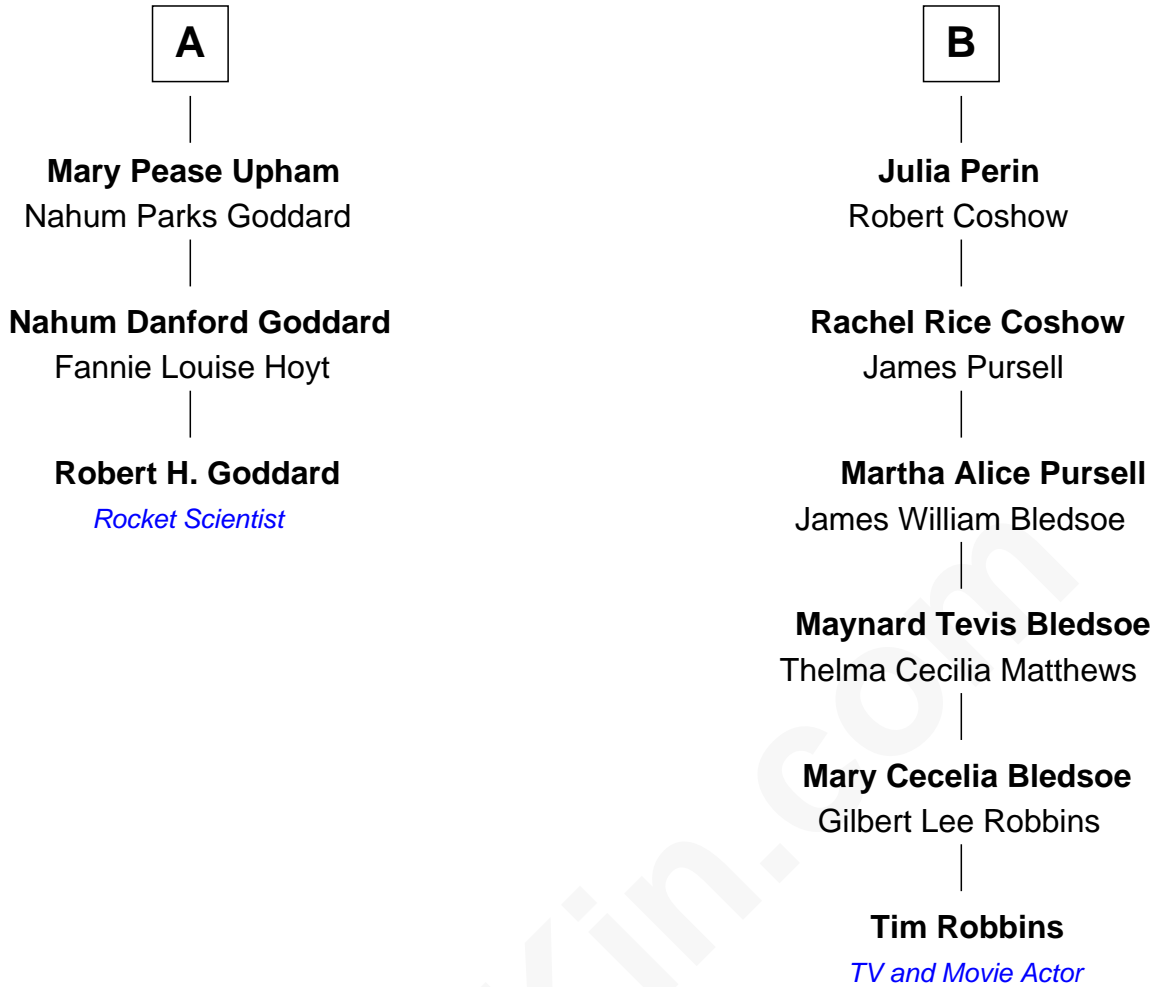 A
Mary Pease Upham
Nahum Parks Goddard
Nahum Danford Goddard
Fannie Louise Hoyt
Robert H. Goddard
Rocket Scientist
B
Julia Perin
Robert Coshow
Rachel Rice Coshow
James Pursell
Martha Alice Pursell
James William Bledsoe
Maynard Tevis Bledsoe
Thelma Cecilia Matthews
Mary Cecelia Bledsoe
Gilbert Lee Robbins
Tim Robbins
TV and Movie Actor
Kin.com